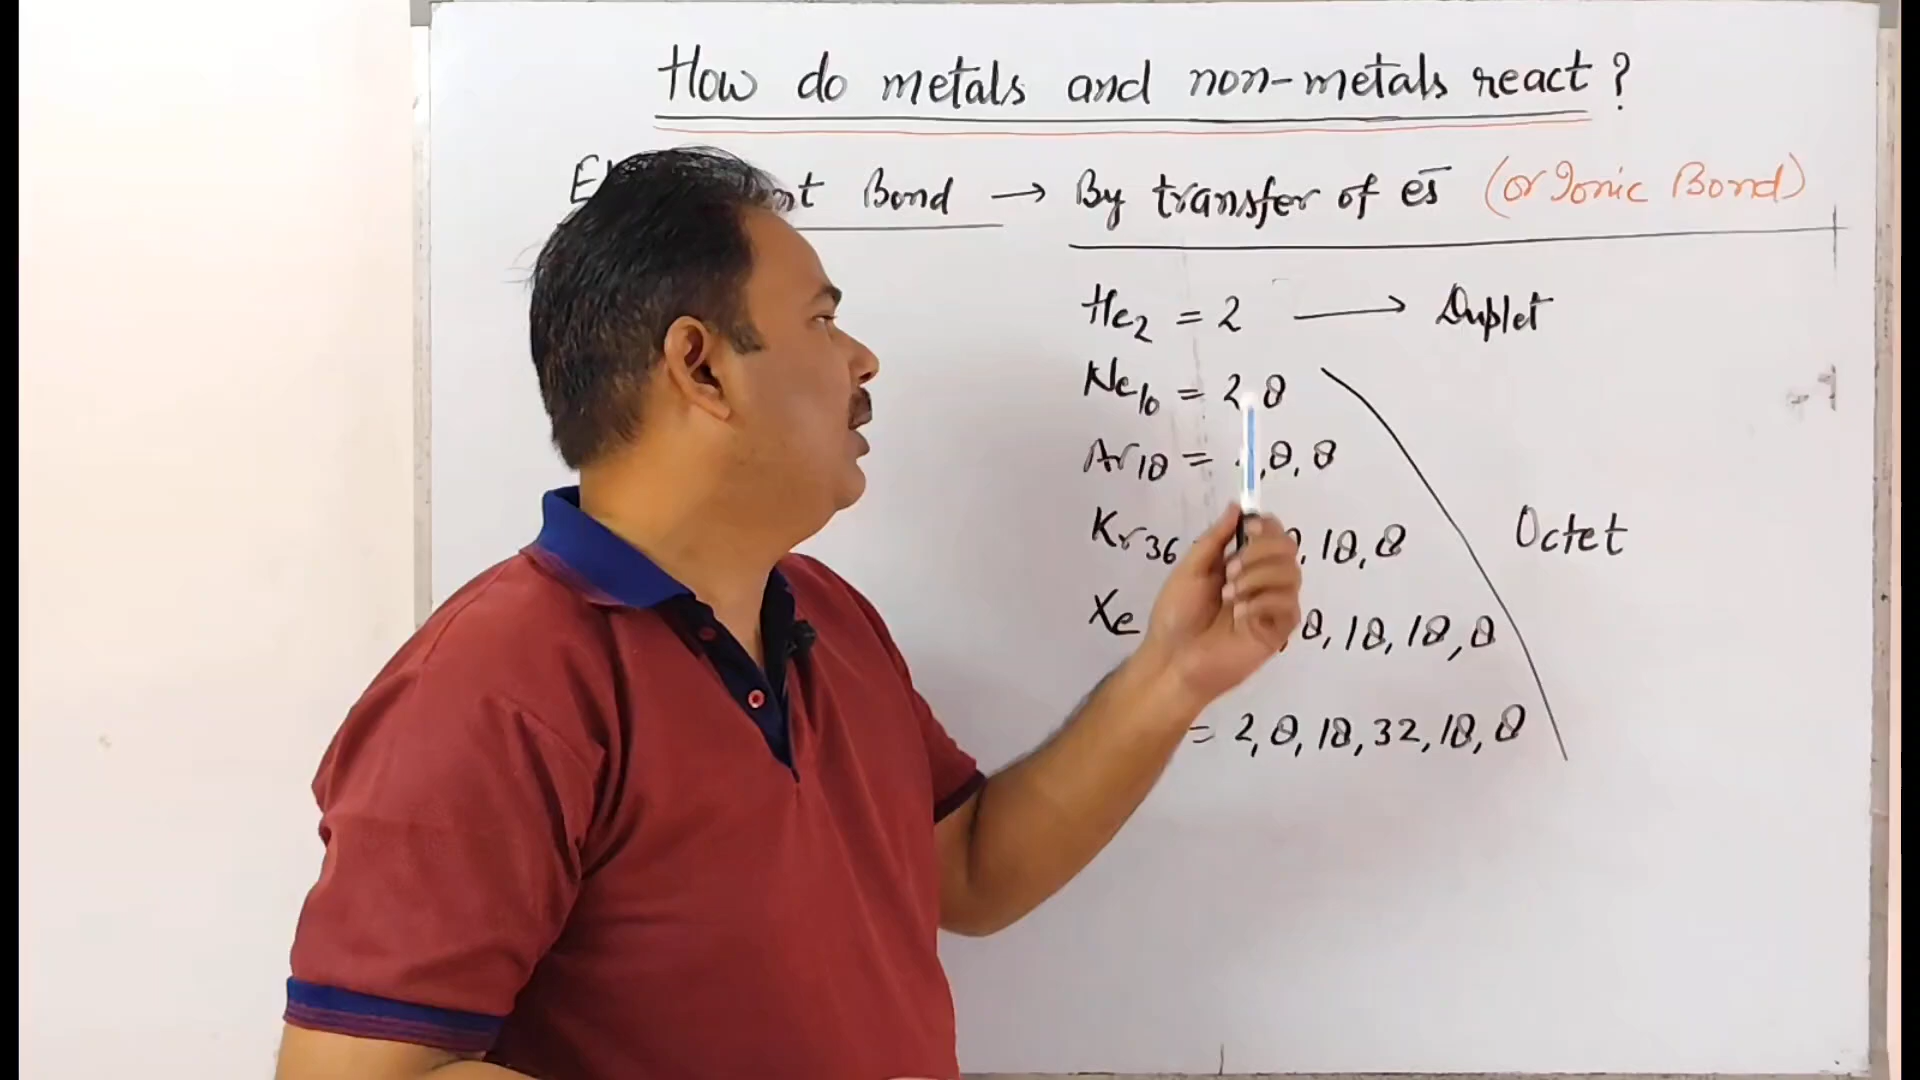 How do metals and non-metals react?
Bond → By transfer of es̄ (or Ionic Bond)
He2 = 2 → Duplet
Ne10 = 2,8
Ar18 = ,8,8
Kr36 ,18,8
Octet
Xe ,8,18,18,8
= 2,8,18,32,18,8